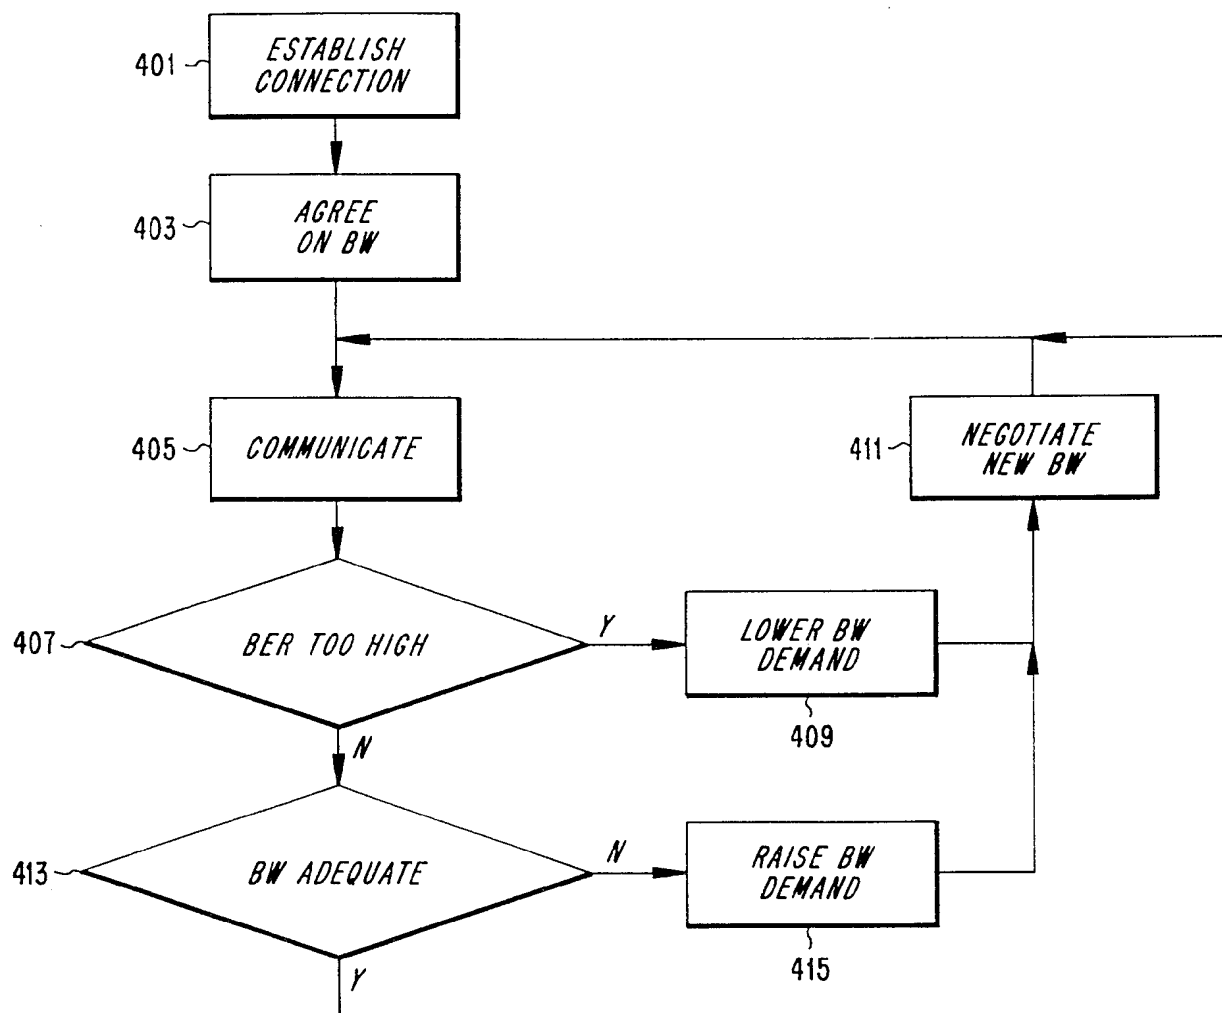 401
ESTABLISH
CONNECTION
403
AGREE
ON BW
405
COMMUNICATE
411
NEGOTIATE
NEW BW
407
BER TOO HIGH
Y
LOWER BW
DEMAND
409
N
413
BW ADEQUATE
N
RAISE BW
DEMAND
415
Y